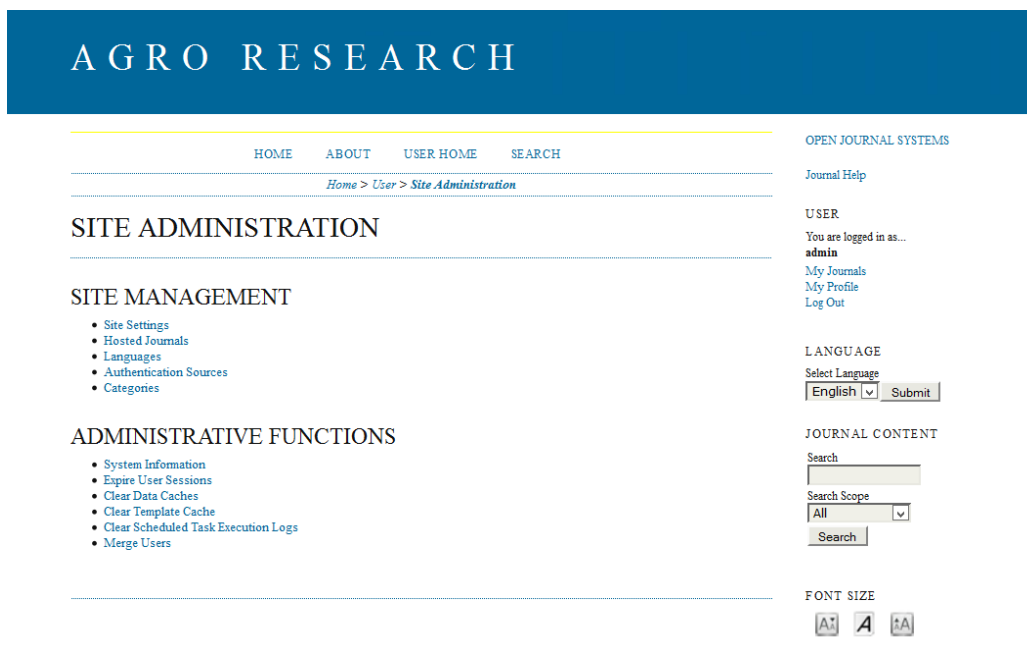 AGRO RESEARCH
HOME ABOUT USER HOME SEARCH
Home > User > Site Administration
SITE ADMINISTRATION
SITE MANAGEMENT
• Site Settings
• Hosted Journals
• Languages
• Authentication Sources
• Categories
ADMINISTRATIVE FUNCTIONS
• System Information
• Expire User Sessions
• Clear Data Caches
• Clear Template Cache
• Clear Scheduled Task Execution Logs
• Merge Users
OPEN JOURNAL SYSTEMS
Journal Help
USER
You are logged in as...
admin
My Journals
My Profile
Log Out
LANGUAGE
Select Language
English Submit
JOURNAL CONTENT
Search
Search Scope
All
Search
FONT SIZE
A A A